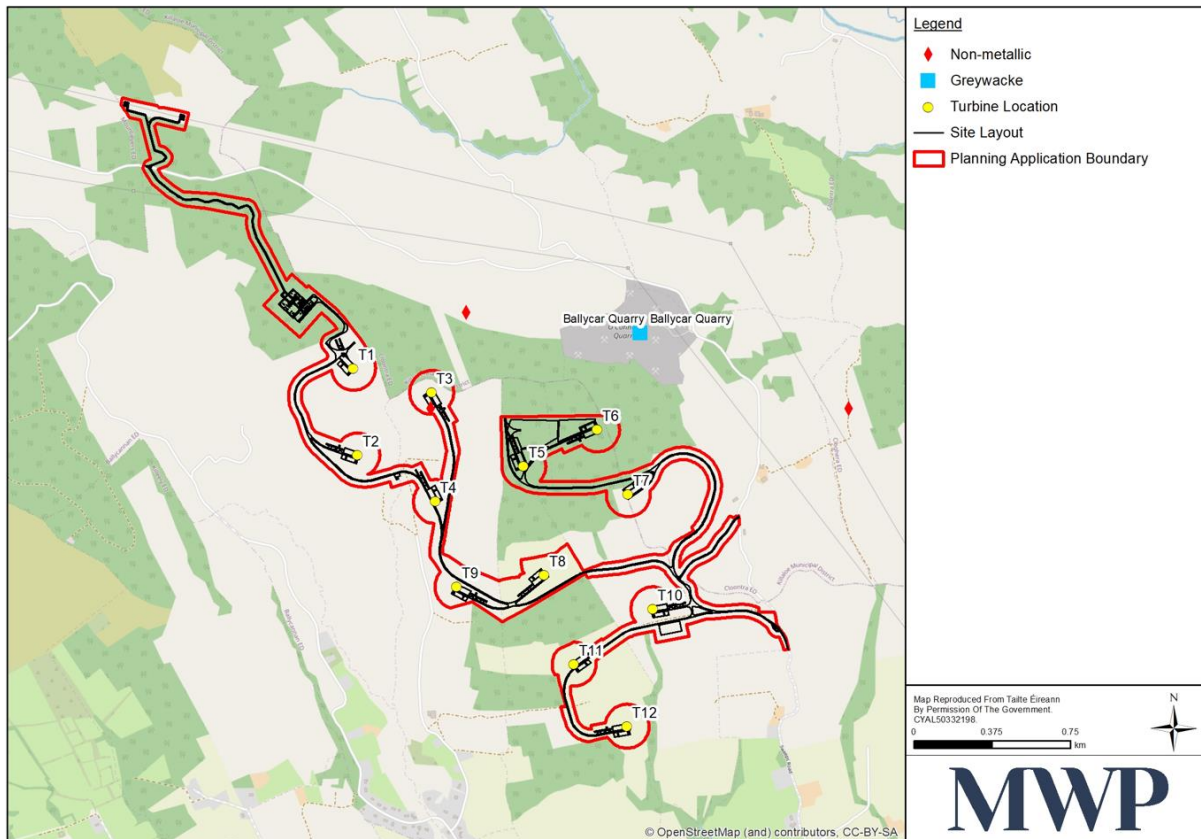 Legend
Non-metallic
Greywacke
Turbine Location
Site Layout
Planning Application Boundary
Ballycar Quarry Ballycar Quarry
T1
T3
T6
T2
T5
T7
T4
T8
T9
T10
T11
T12
Map Reproduced From Tailte Éireann
By Permission Of The Government.
CYAL50332198.
N
0 0.375 0.75
km
MWP
© OpenStreetMap (and) contributors, CC-BY-SA